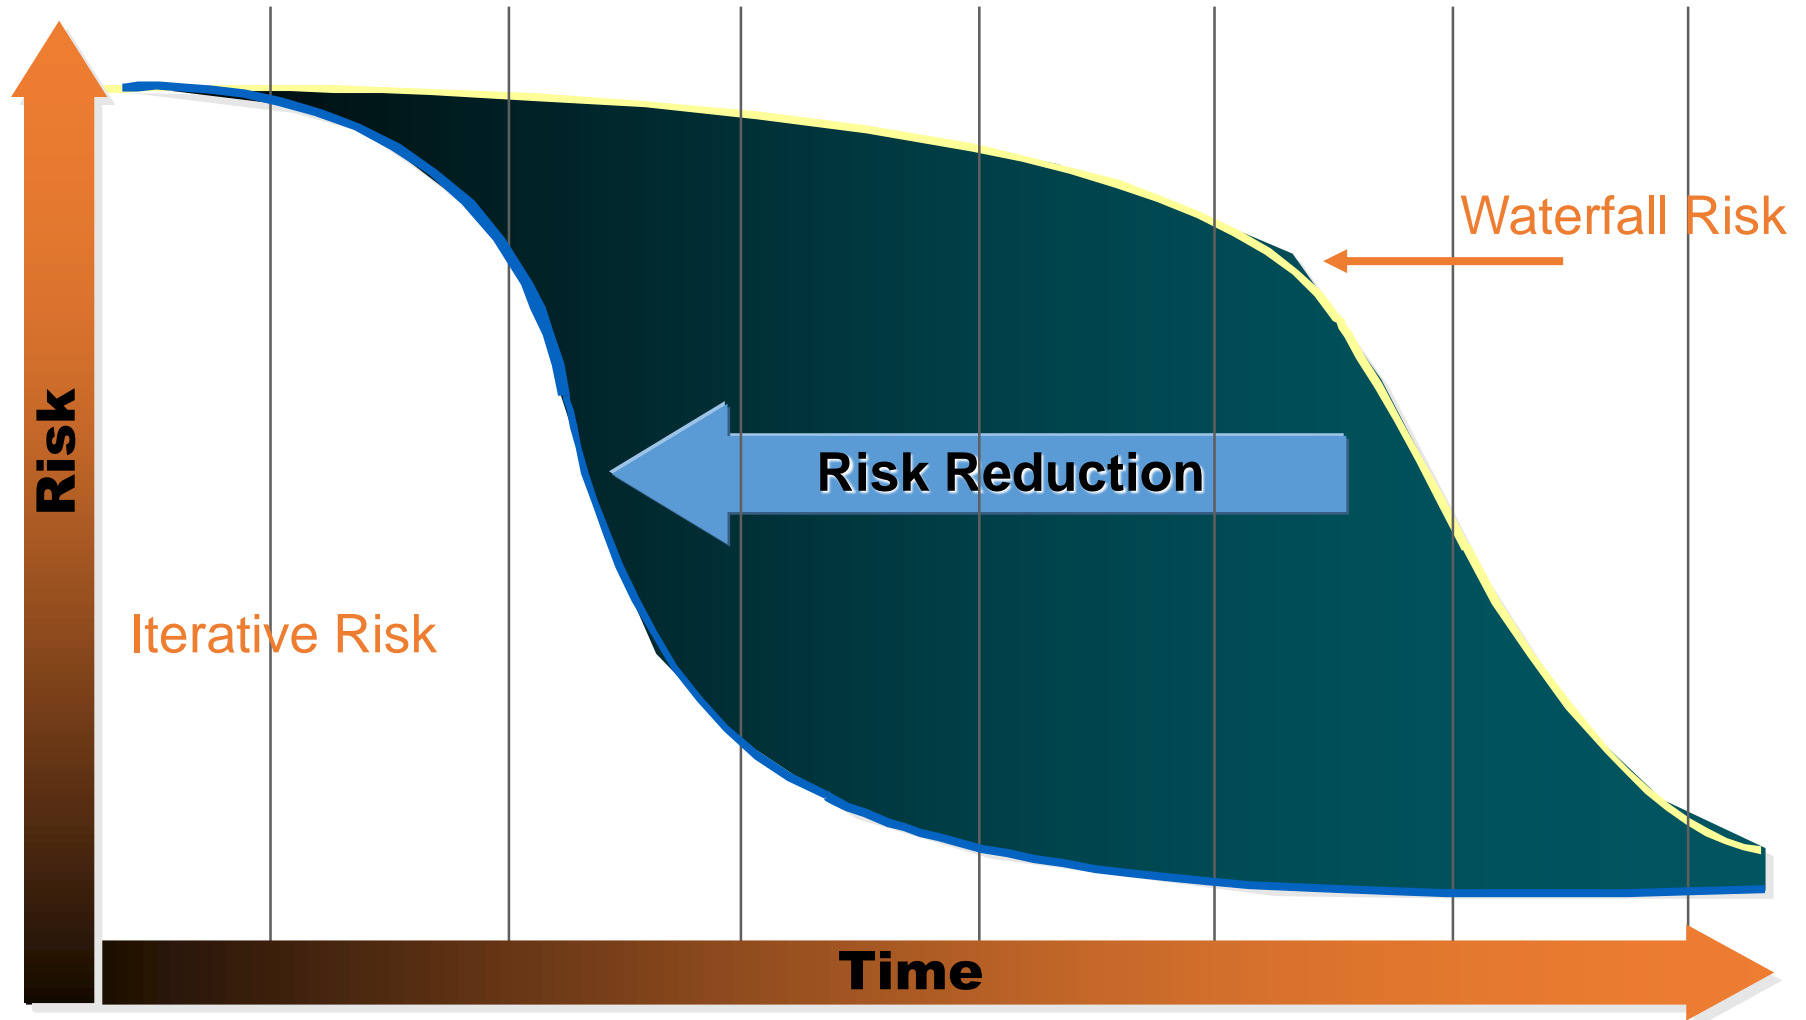 Waterfall Risk
Risk
Risk Reduction
Iterative Risk
Time